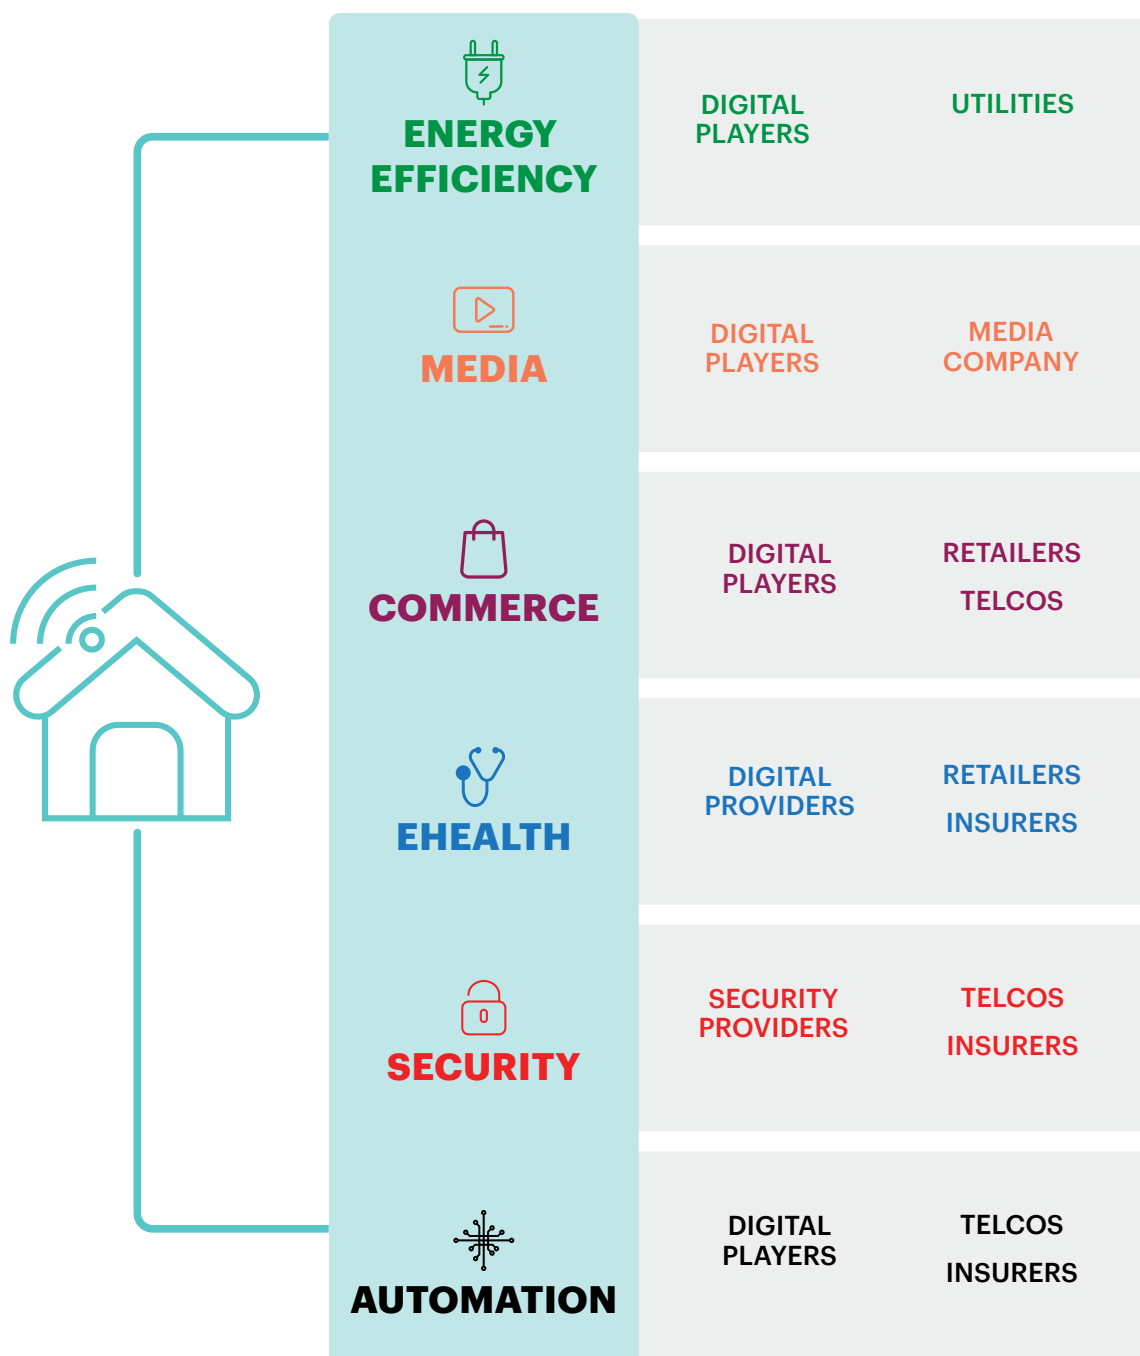 ENERGY
EFFICIENCY
DIGITAL
PLAYERS
UTILITIES
MEDIA
DIGITAL
PLAYERS
MEDIA
COMPANY
COMMERCE
DIGITAL
PLAYERS
RETAILERS
TELCOS
EHEALTH
DIGITAL
PROVIDERS
RETAILERS
INSURERS
SECURITY
SECURITY
PROVIDERS
TELCOS
INSURERS
AUTOMATION
DIGITAL
PLAYERS
TELCOS
INSURERS